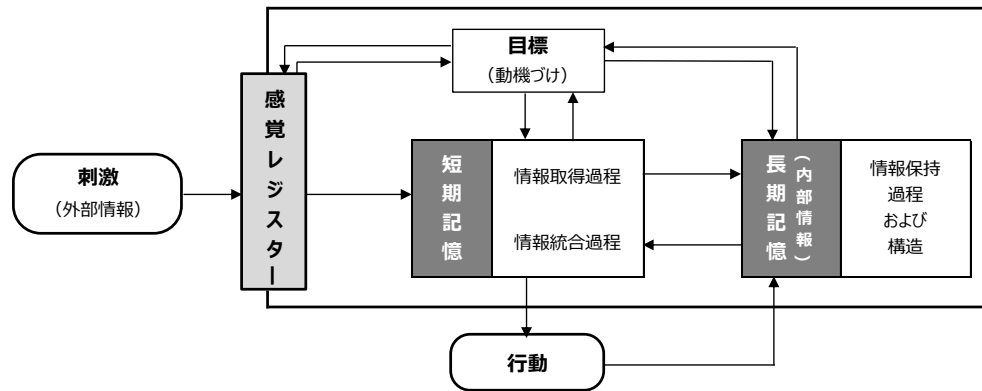 目標
（動機づけ）
感覚レジスター
刺激
（外部情報）
短期記憶
情報取得過程
情報統合過程
長期記憶
（内部情報）
情報保持
過程
および
構造
行動